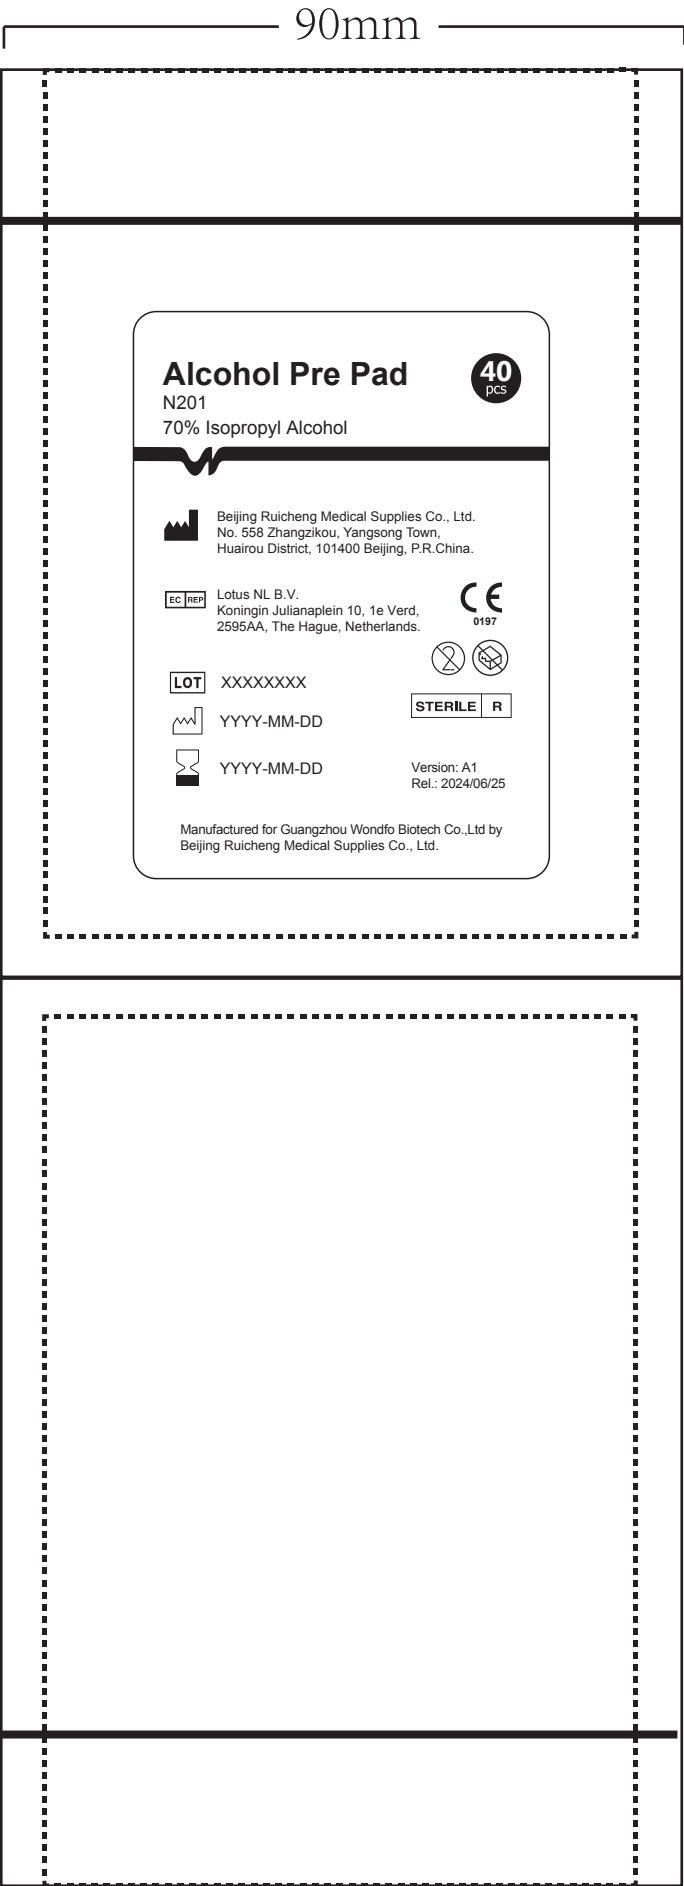 90mm
Alcohol Pre Pad
40
pcs
N201
70% Isopropyl Alcohol
Beijing Ruicheng Medical Supplies Co., Ltd.
No. 558 Zhangzikou, Yangsong Town,
Huairou District, 101400 Beijing, P.R.China.
EC REP
Lotus NL B.V.
Koningin Julianaplein 10, 1e Verd,
2595AA, The Hague, Netherlands.
CE
0197
2
LOT XXXXXXXX
STERILE R
YYYY-MM-DD
YYYY-MM-DD
Version: A1
Rel.: 2024/06/25
Manufactured for Guangzhou Wondfo Biotech Co.,Ltd by
Beijing Ruicheng Medical Supplies Co., Ltd.